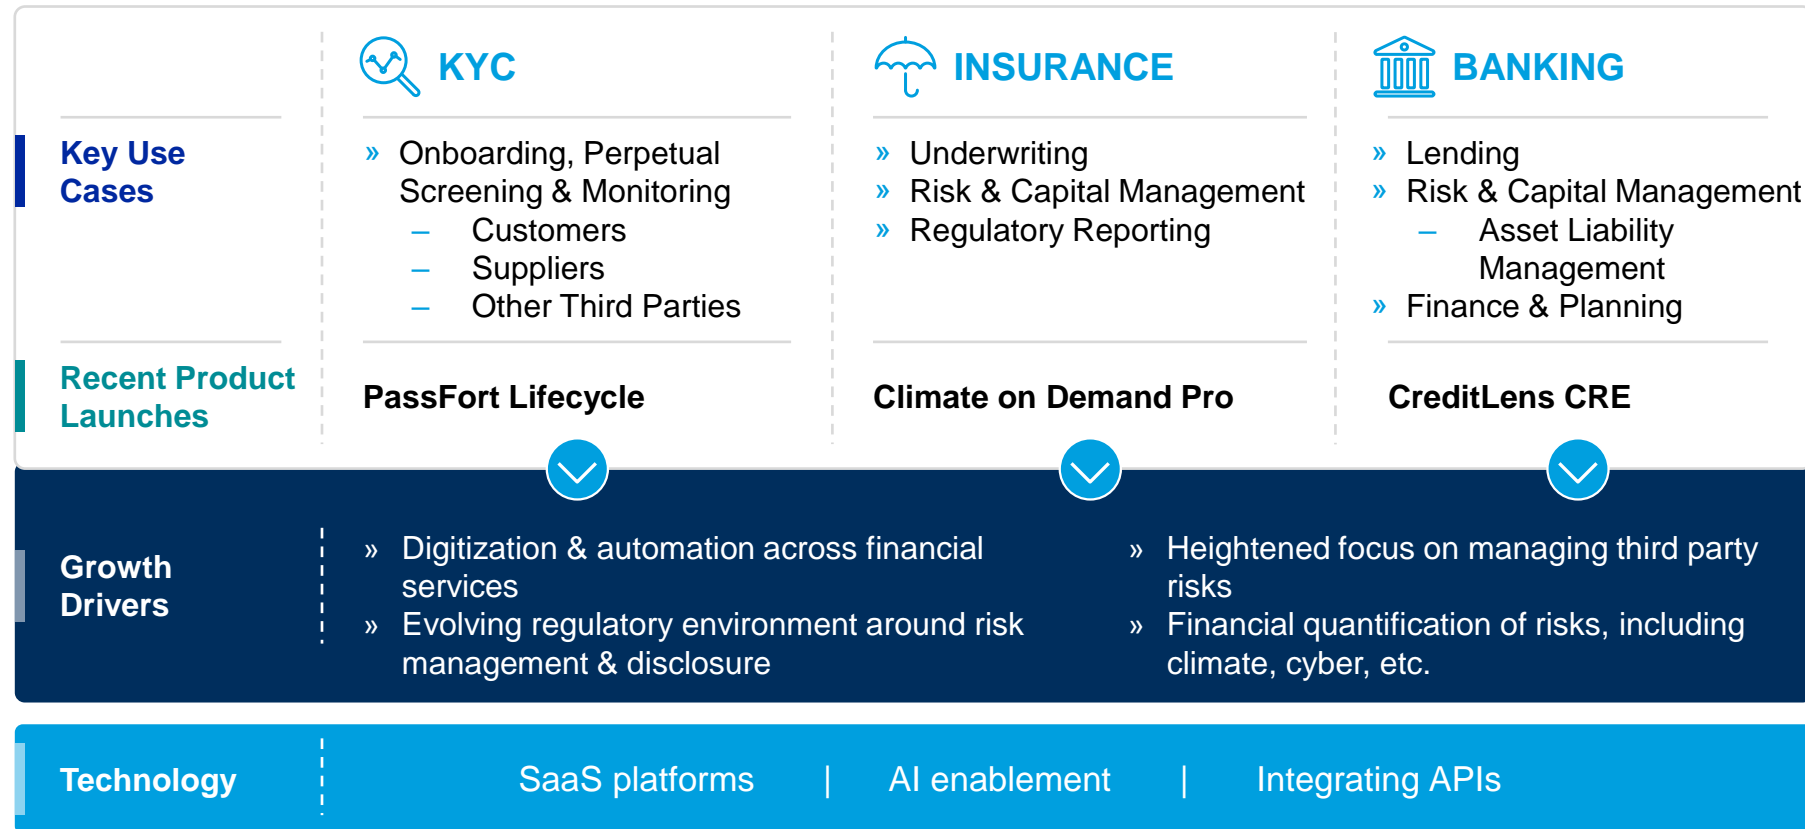 KYC
INSURANCE
BANKING
Key Use
Cases
» Onboarding, Perpetual
Screening & Monitoring
– Customers
– Suppliers
– Other Third Parties
» Underwriting
» Risk & Capital Management
» Regulatory Reporting
» Lending
» Risk & Capital Management
– Asset Liability
Management
» Finance & Planning
Recent Product
Launches
PassFort Lifecycle
Climate on Demand Pro
CreditLens CRE
Growth
Drivers
» Digitization & automation across financial
services
» Evolving regulatory environment around risk
management & disclosure
» Heightened focus on managing third party
risks
» Financial quantification of risks, including
climate, cyber, etc.
Technology
SaaS platforms | AI enablement | Integrating APIs